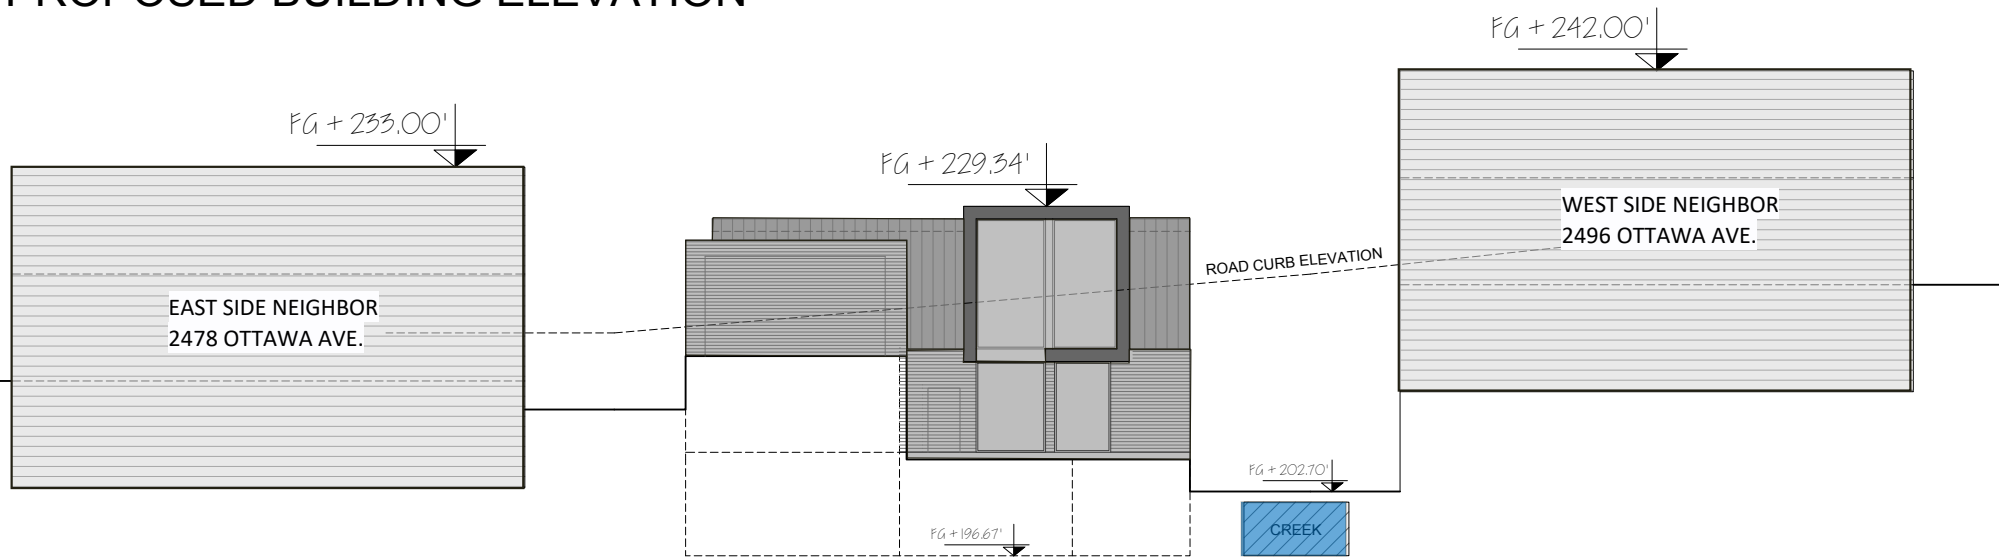 PROPOSED BUILDING ELEVATION
FG + 242.00'
FG + 233.00'
FG + 229.34'
WEST SIDE NEIGHBOR
2496 OTTAWA AVE.
ROAD CURB ELEVATION
EAST SIDE NEIGHBOR
2478 OTTAWA AVE.
FG + 202.70'
FG + 196.67'
CREEK